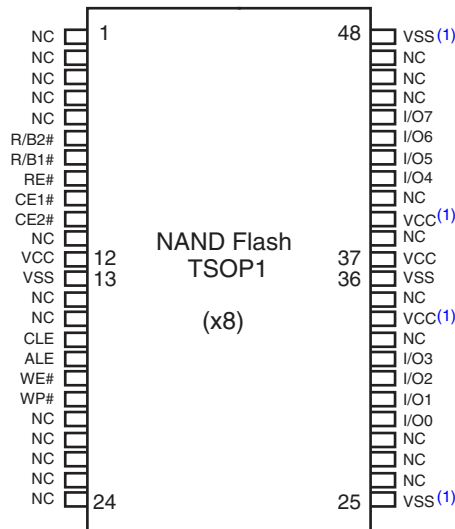 NC 1 48 VSS (1)
NC NC
NC NC
NC NC
NC I/O7
R/B2# I/O6
R/B1# I/O5
RE# I/O4
CE1# NC
CE2# VCC (1)
NC NC
NAND Flash
VCC 12 37 VCC
TSOP1
VSS 13 36 VSS
NC NC
NC VCC (1)
(x8)
CLE NC
ALE I/O3
WE# I/O2
WP# I/O1
NC I/O0
NC NC
NC NC
NC NC
NC 24 25 VSS (1)